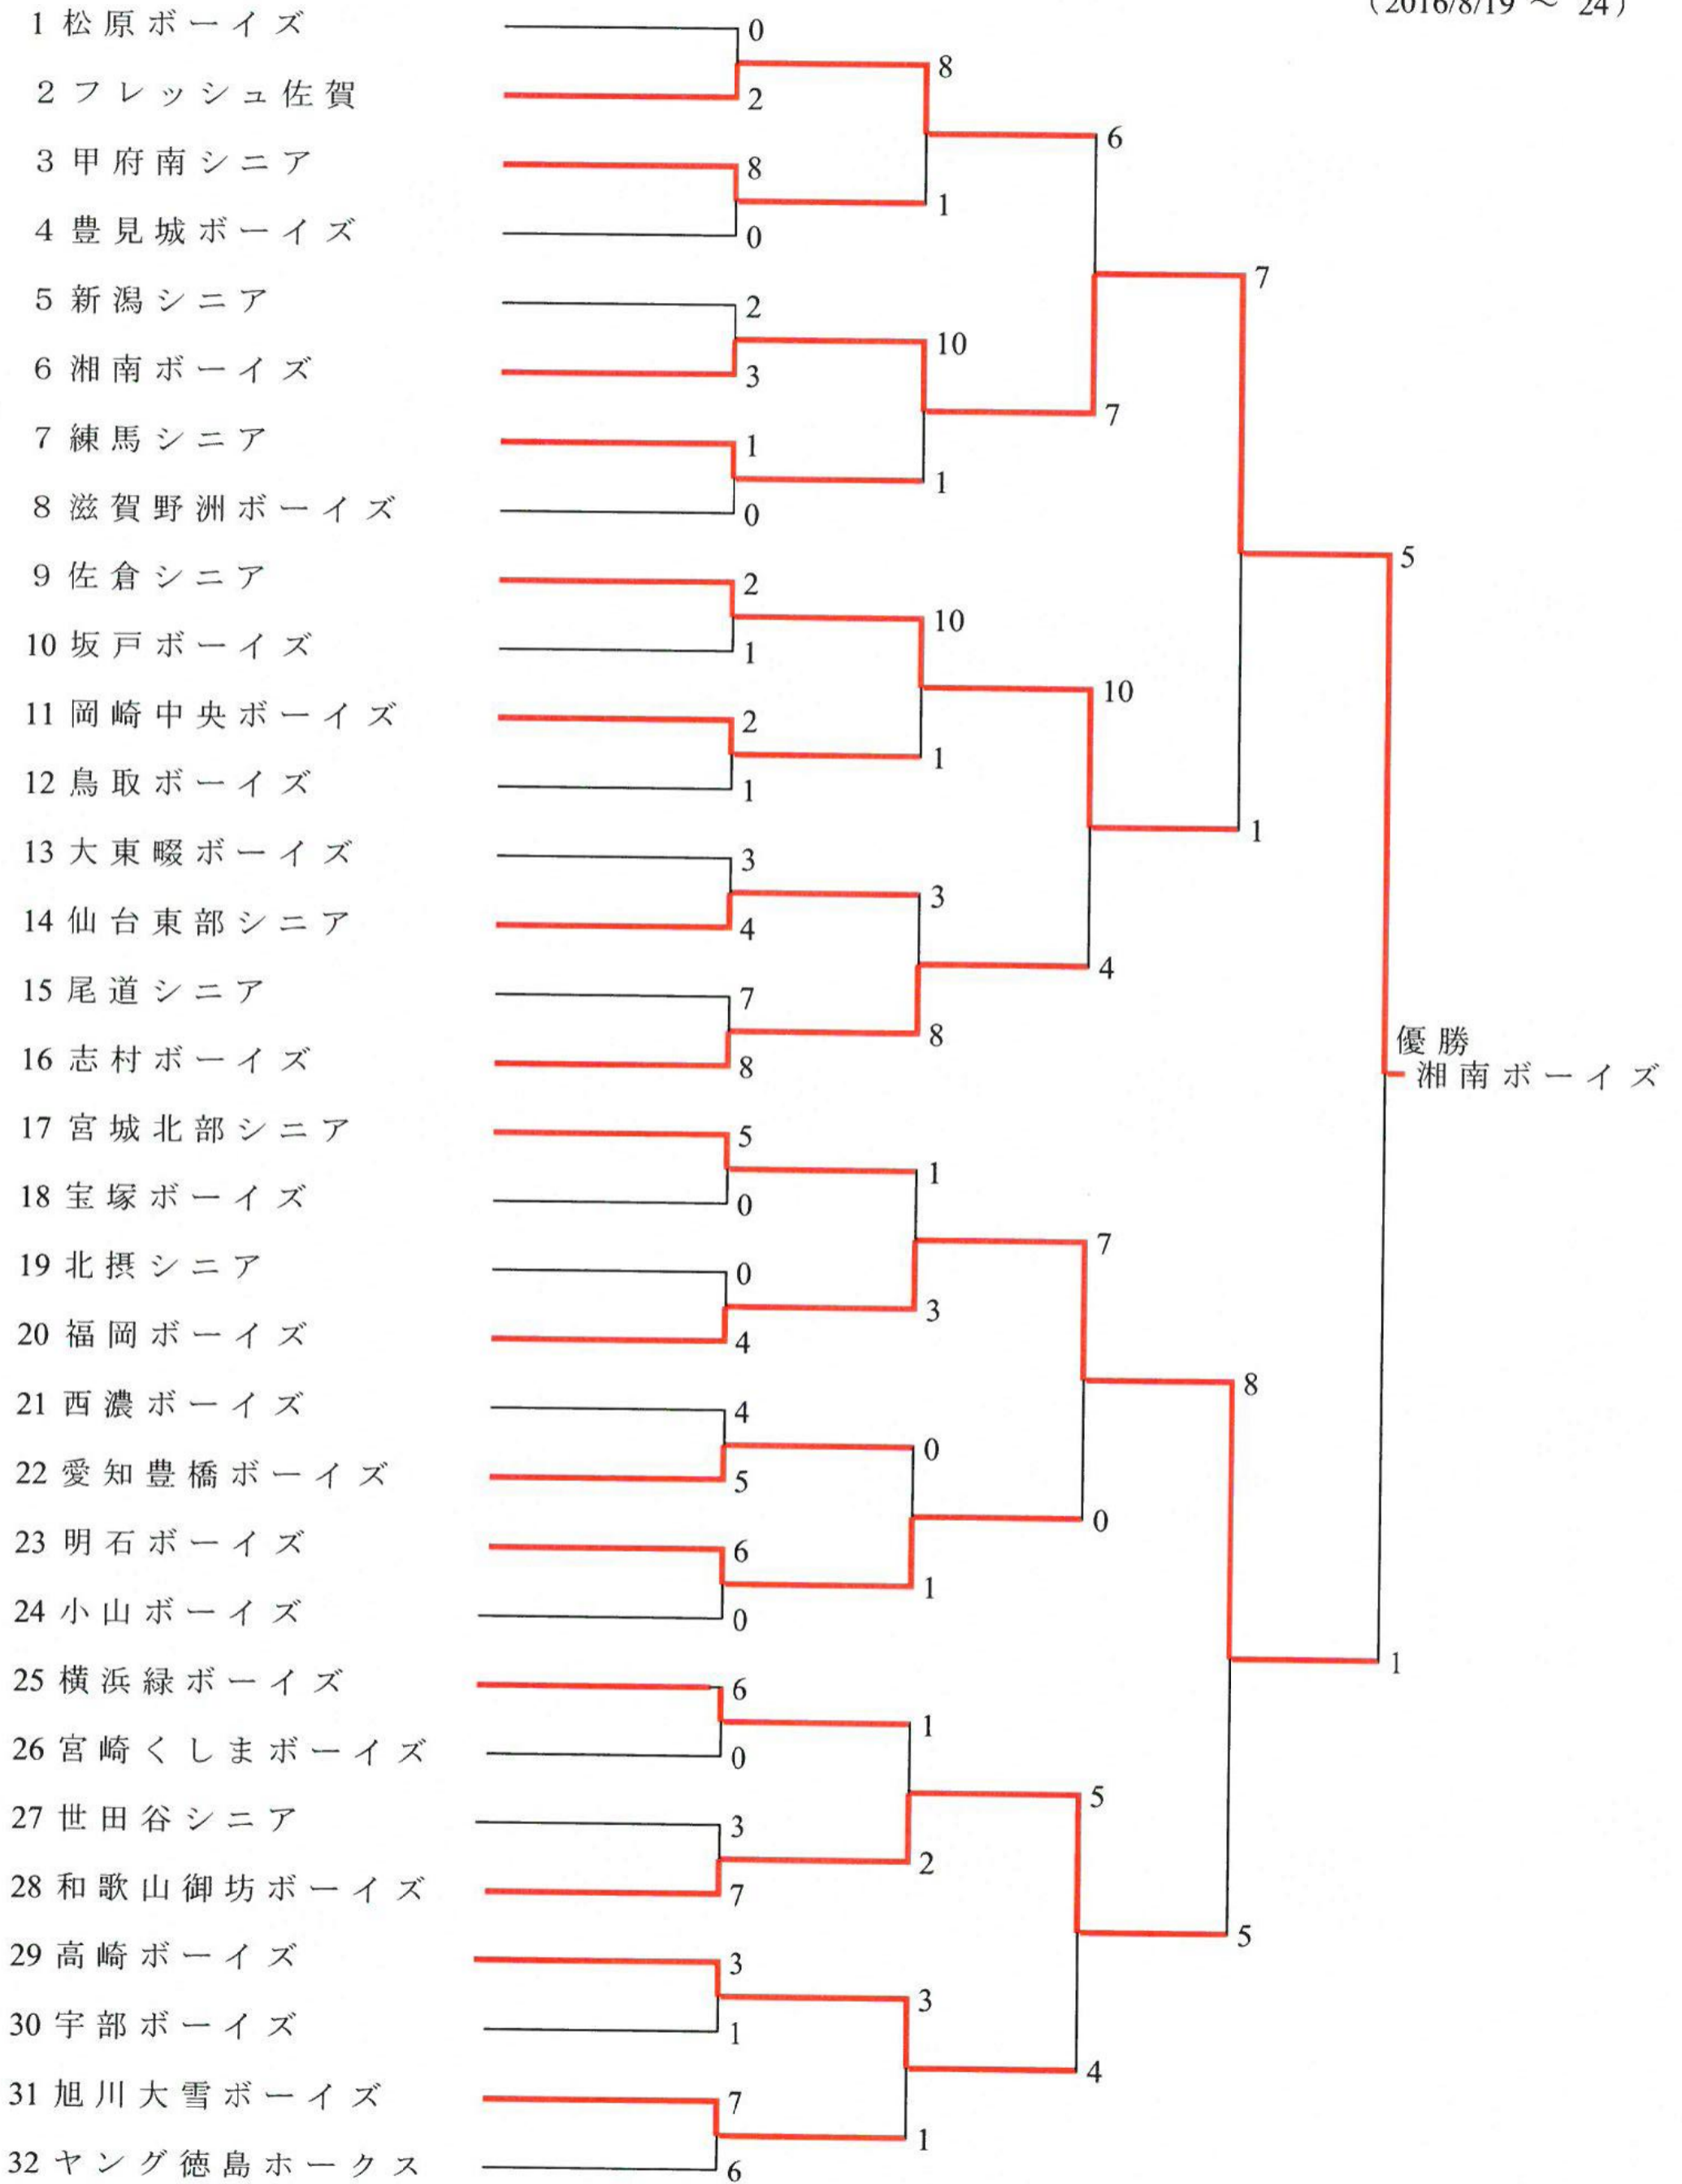 (2016/8/19 ～ 24)
1 松原ボーイズ 0
2 フレッシュ佐賀 2
8
1
6
3 甲府南シニア 8
4 豊見城ボーイズ 0
5 新潟シニア 2
6 湘南ボーイズ 3
10
1
7
7
7 練馬シニア 1
8 滋賀野洲ボーイズ 0
9 佐倉シニア 2
10 坂戸ボーイズ 1
10
1
10
11 岡崎中央ボーイズ 2
12 鳥取ボーイズ 1
13 大東畷ボーイズ 3
14 仙台東部シニア 4
3
8
4
1
5
15 尾道シニア 7
16 志村ボーイズ 8
優勝
湘南ボーイズ
17 宮城北部シニア 5
18 宝塚ボーイズ 0
1
3
7
19 北摂シニア 0
20 福岡ボーイズ 4
21 西濃ボーイズ 4
22 愛知豊橋ボーイズ 5
0
1
0
8
23 明石ボーイズ 6
24 小山ボーイズ 0
1
25 横浜緑ボーイズ 6
26 宮崎くしまボーイズ 0
1
2
5
27 世田谷シニア 3
28 和歌山御坊ボーイズ 7
29 高崎ボーイズ 3
30 宇部ボーイズ 1
3
1
4
5
31 旭川大雪ボーイズ 7
32 ヤング徳島ホークス 6